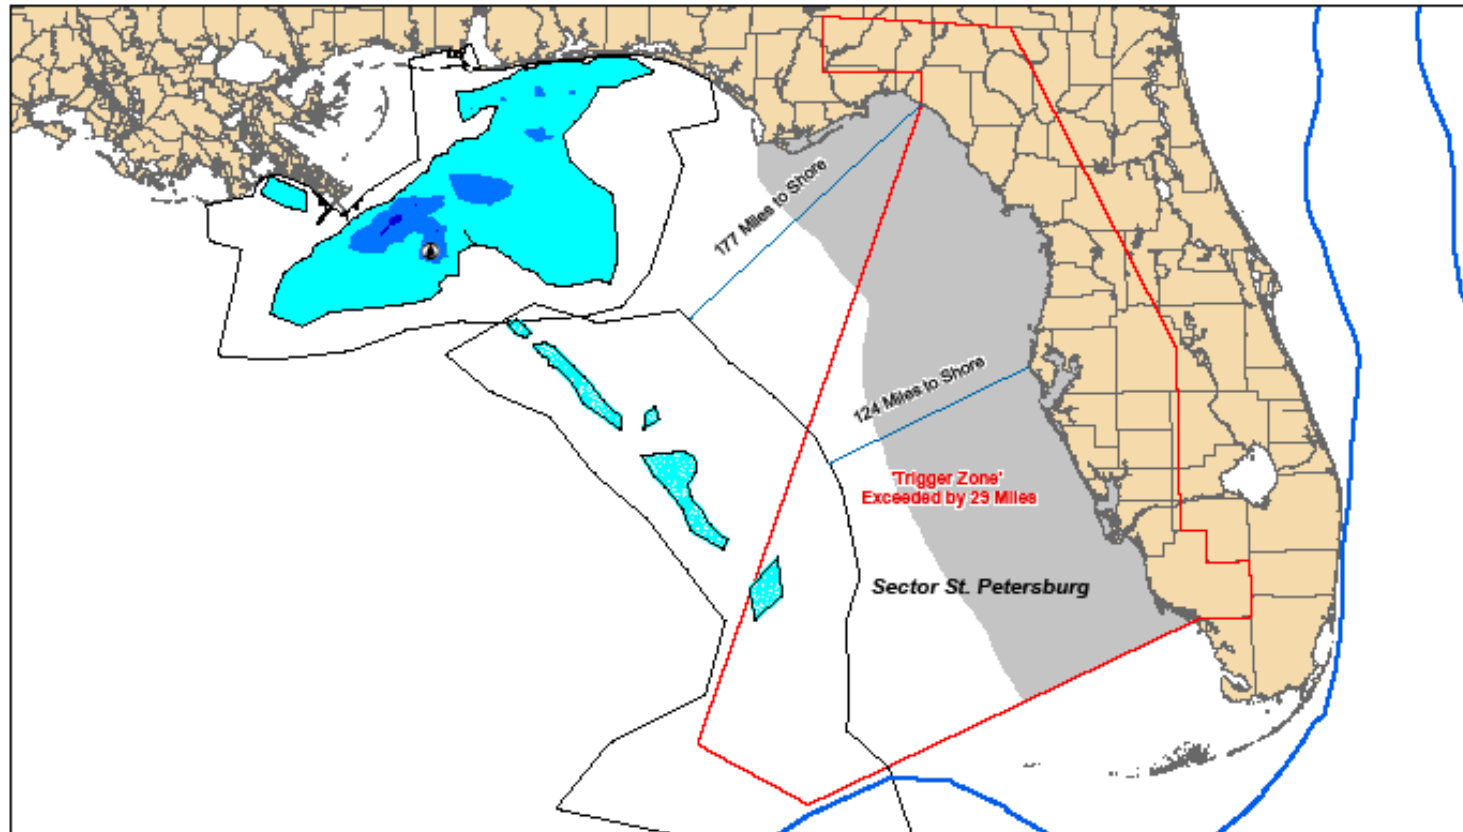 177 Miles to Shore
124 Miles to Shore
'Trigger Zone'
Exceeded by 29 Miles
Sector St. Petersburg